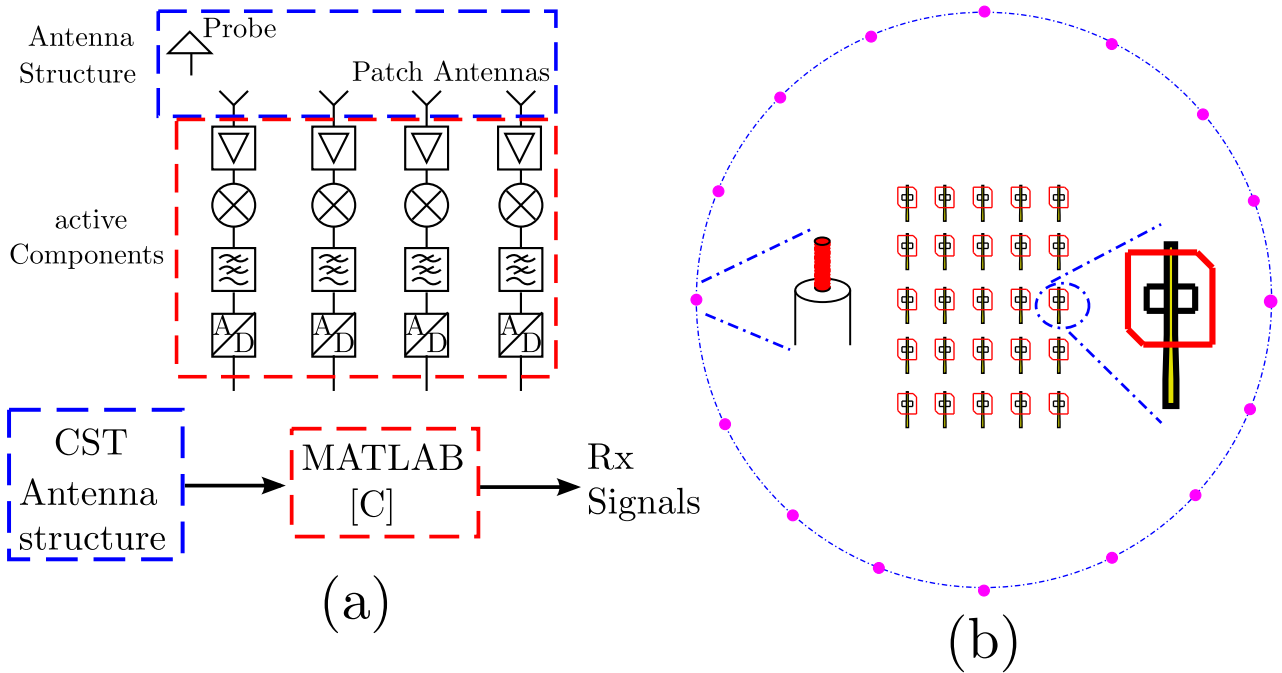 Antenna
Structure
Probe
Patch Antennas
active
Components
A D A D A D A D
CST
Antenna
structure
MATLAB
[C]
Rx
Signals
(a)
(b)